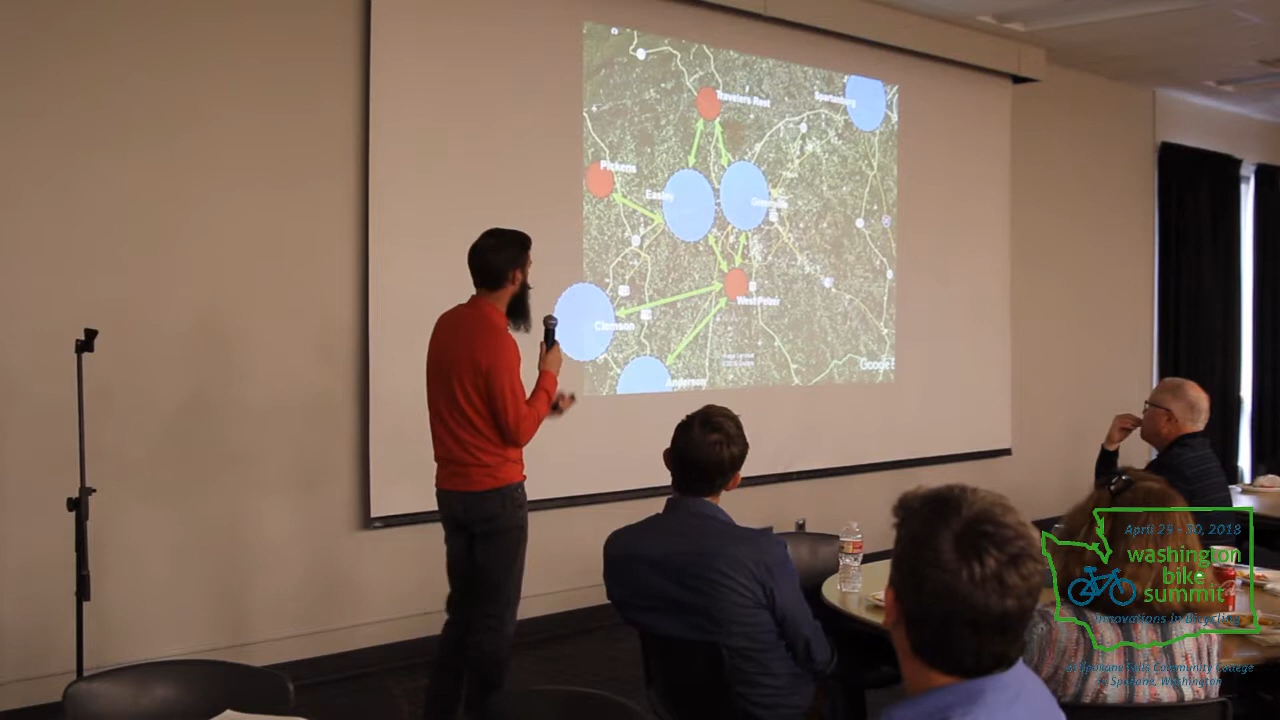 Travelers Rest
Spartanburg
Pickens
Easley
Greenville
West Pelzer
Clemson
Anderson
Google
April 29 - 30, 2018
washington
bike
summit
Innovations in Bicycling
at Spokane Falls Community College
Spokane, Washington